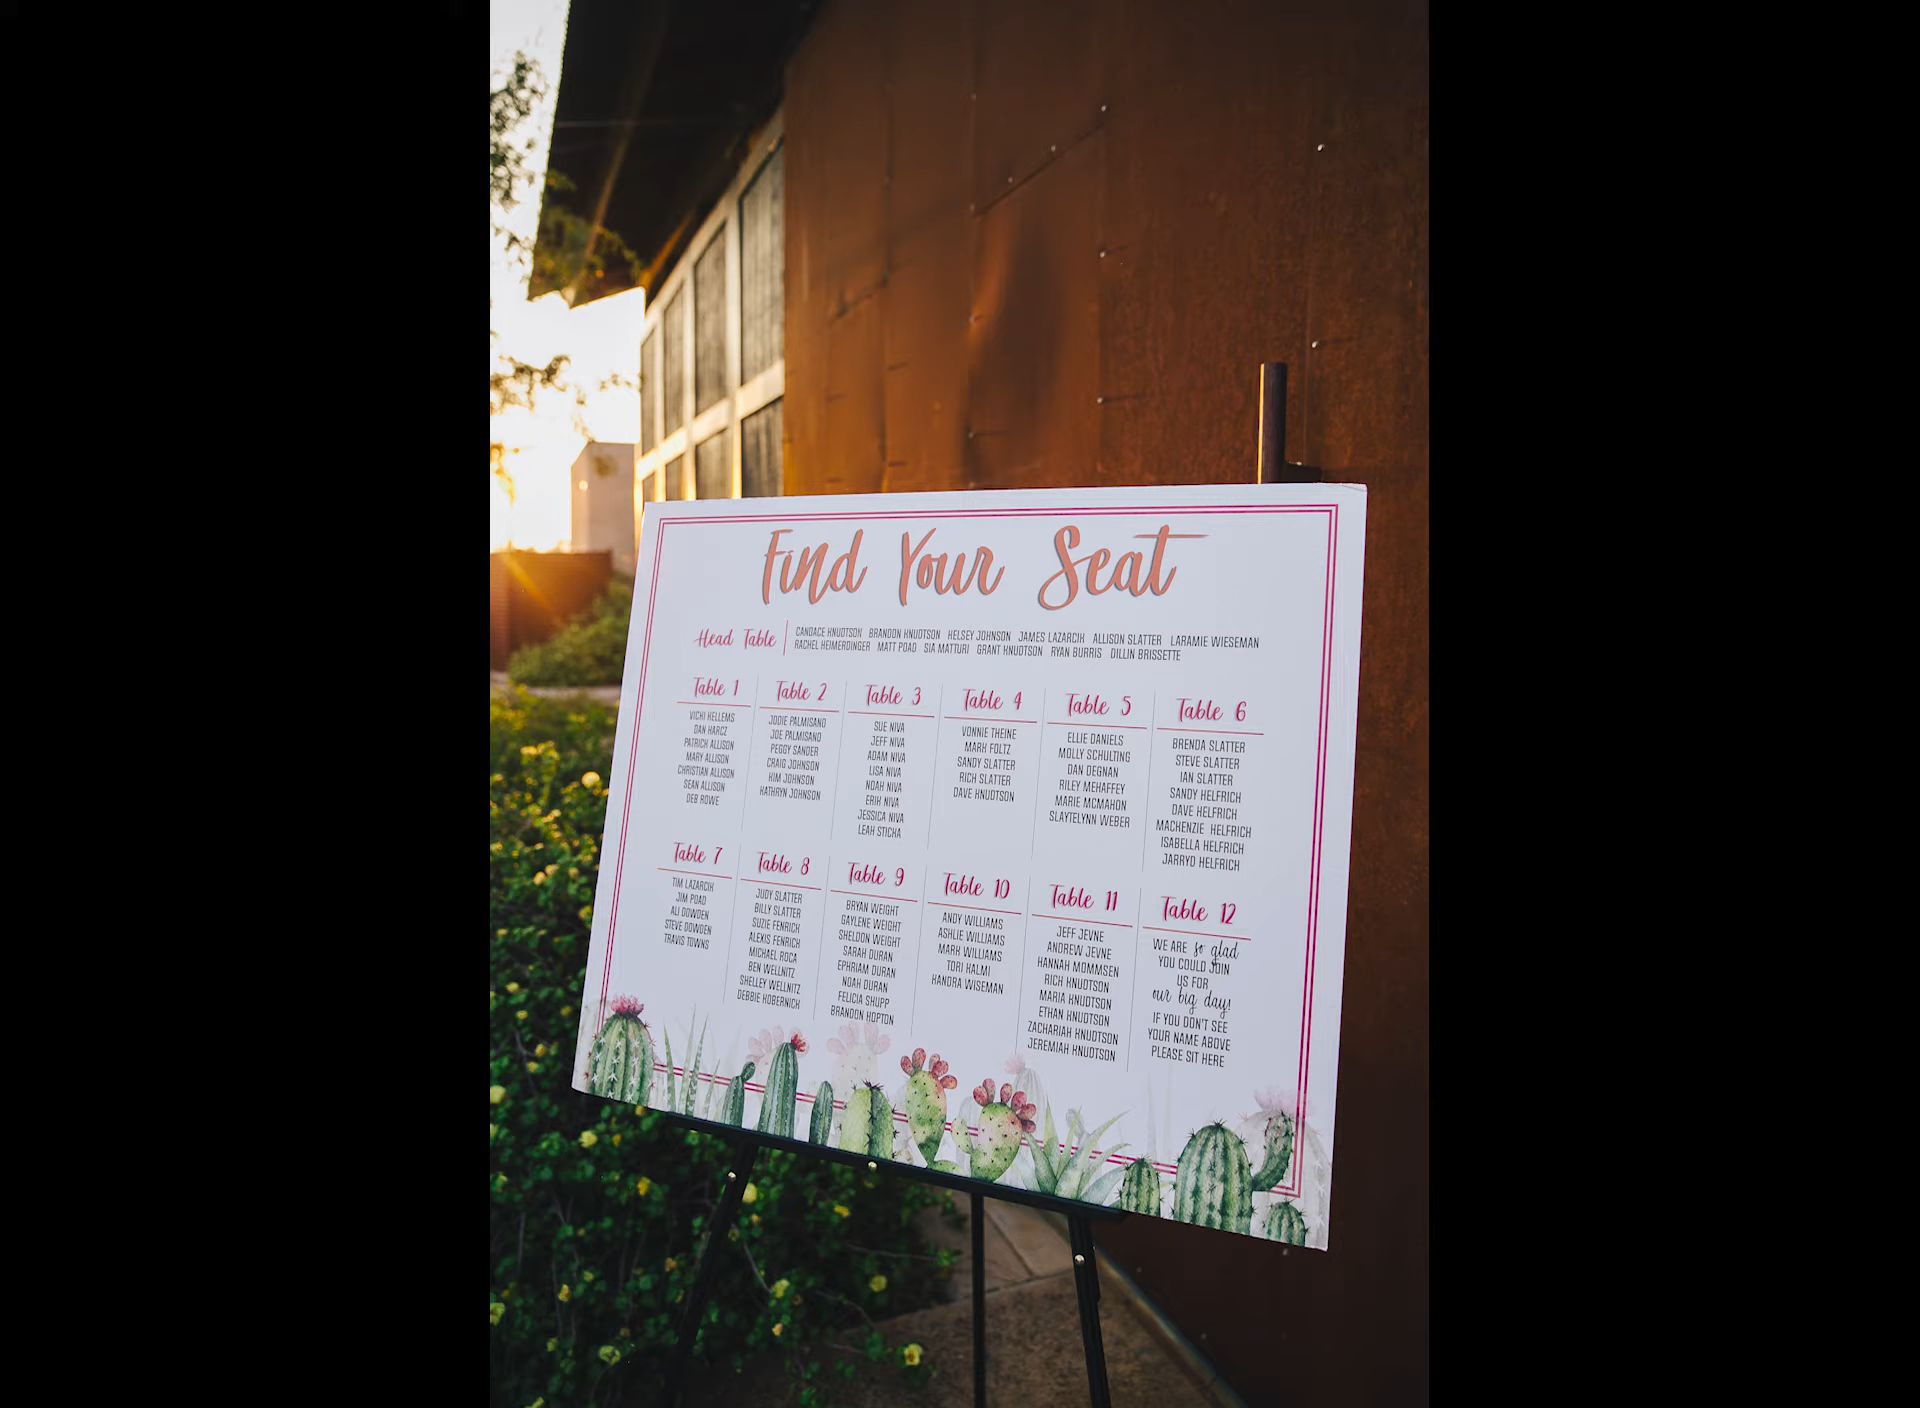 Find Your Seat
Head Table
CANDACE KNUDTSON BRANDON KNUDTSON KELSEY JOHNSON JAMES LAZARCIK ALLISON SLATTER LARAMIE WIESEMAN
RACHEL HEIMERDINGER MATT POAD SIA MATTURI GRANT KNUDTSON RYAN BURRIS DILLIN BRISSETTE
Table 1
VICKI KELLEMS
DAN HARCZ
PATRICK ALLISON
MARY ALLISON
CHRISTIAN ALLISON
SEAN ALLISON
DEB ROWE
Table 2
JODIE PALMISANO
JOE PALMISANO
PEGGY SANDER
CRAIG JOHNSON
KIM JOHNSON
KATHRYN JOHNSON
Table 3
SUE NIVA
JEFF NIVA
ADAM NIVA
LISA NIVA
NOAH NIVA
ERIK NIVA
JESSICA NIVA
LEAH STICHA
Table 4
VONNIE THEINE
MARK FOLTZ
SANDY SLATTER
RICH SLATTER
DAVE KNUDTSON
Table 5
ELLIE DANIELS
MOLLY SCHULTING
DAN DEGNAN
RILEY MEHAFFEY
MARIE MCMAHON
SLAYTELYNN WEBER
Table 6
BRENDA SLATTER
STEVE SLATTER
IAN SLATTER
SANDY HELFRICH
DAVE HELFRICH
MACKENZIE HELFRICH
ISABELLA HELFRICH
JARRYD HELFRICH
Table 7
TIM LAZARCIK
JIM POAD
ALI DOWDEN
STEVE DOWDEN
TRAVIS TOWNS
Table 8
JUDY SLATTER
BILLY SLATTER
SUZIE FENRICH
ALEXIS FENRICH
MICHAEL ROCA
BEN WELLNITZ
SHELLEY WELLNITZ
DEBBIE KOBERNICH
Table 9
BRYAN WEIGHT
GAYLENE WEIGHT
SHELDON WEIGHT
SARAH DURAN
EPHRIAM DURAN
NOAH DURAN
FELICIA SHUPP
BRANDON HOPTON
Table 10
ANDY WILLIAMS
ASHLIE WILLIAMS
MARK WILLIAMS
TORI KALMI
KANDRA WISEMAN
Table 11
JEFF JEVNE
ANDREW JEVNE
HANNAH MOMMSEN
RICH KNUDTSON
MARIA KNUDTSON
ETHAN KNUDTSON
ZACHARIAH KNUDTSON
JEREMIAH KNUDTSON
Table 12
WE ARE so glad
YOU COULD JOIN
US FOR
our big day!
IF YOU DON'T SEE
YOUR NAME ABOVE
PLEASE SIT HERE